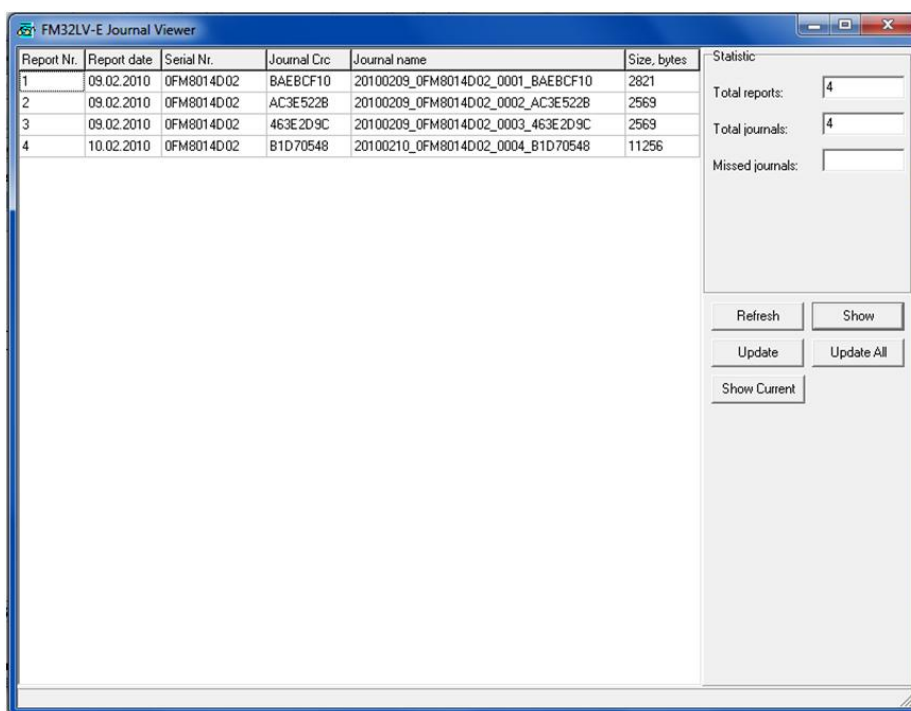 FM32LV-E Journal Viewer
Report Nr. Report date Serial Nr. Journal Crc Journal name Size, bytes
1 09.02.2010 0FM8014D02 BAEBCF10 20100209_0FM8014D02_0001_BAEBCF10 2821
2 09.02.2010 0FM8014D02 AC3E522B 20100209_0FM8014D02_0002_AC3E522B 2569
3 09.02.2010 0FM8014D02 463E2D9C 20100209_0FM8014D02_0003_463E2D9C 2569
4 10.02.2010 0FM8014D02 B1D70548 20100210_0FM8014D02_0004_B1D70548 11256
Statistic
Total reports: 4
Total journals: 4
Missed journals:
Refresh Show
Update Update All
Show Current